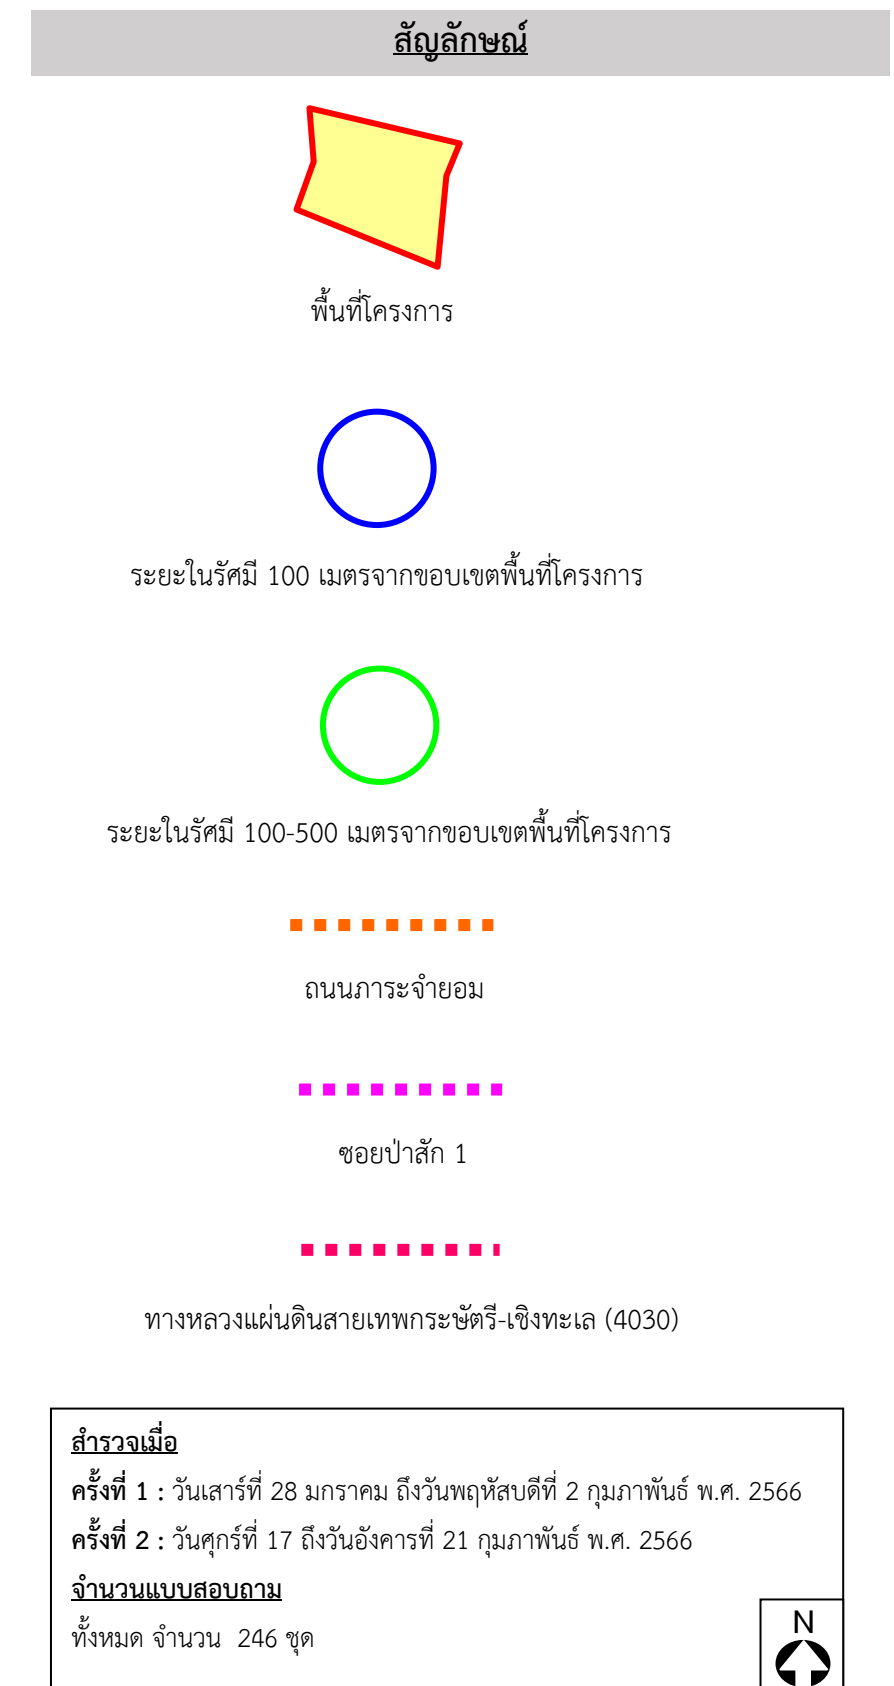 สัญลักษณ์
พื้นที่โครงการ
ระยะในรัศมี 100 เมตรจากขอบเขตพื้นที่โครงการ
ระยะในรัศมี 100-500 เมตรจากขอบเขตพื้นที่โครงการ
ถนนภาระจำยอม
ซอยป่าสัก 1
ทางหลวงแผ่นดินสายเทพกระษัตรี-เชิงทะเล (4030)
สำรวจเมื่อ
ครั้งที่ 1 : วันเสาร์ที่ 28 มกราคม ถึงวันพฤหัสบดีที่ 2 กุมภาพันธ์ พ.ศ. 2566
ครั้งที่ 2 : วันศุกร์ที่ 17 ถึงวันอังคารที่ 21 กุมภาพันธ์ พ.ศ. 2566
จำนวนแบบสอบถาม
ทั้งหมด จำนวน  246 ชุด
N